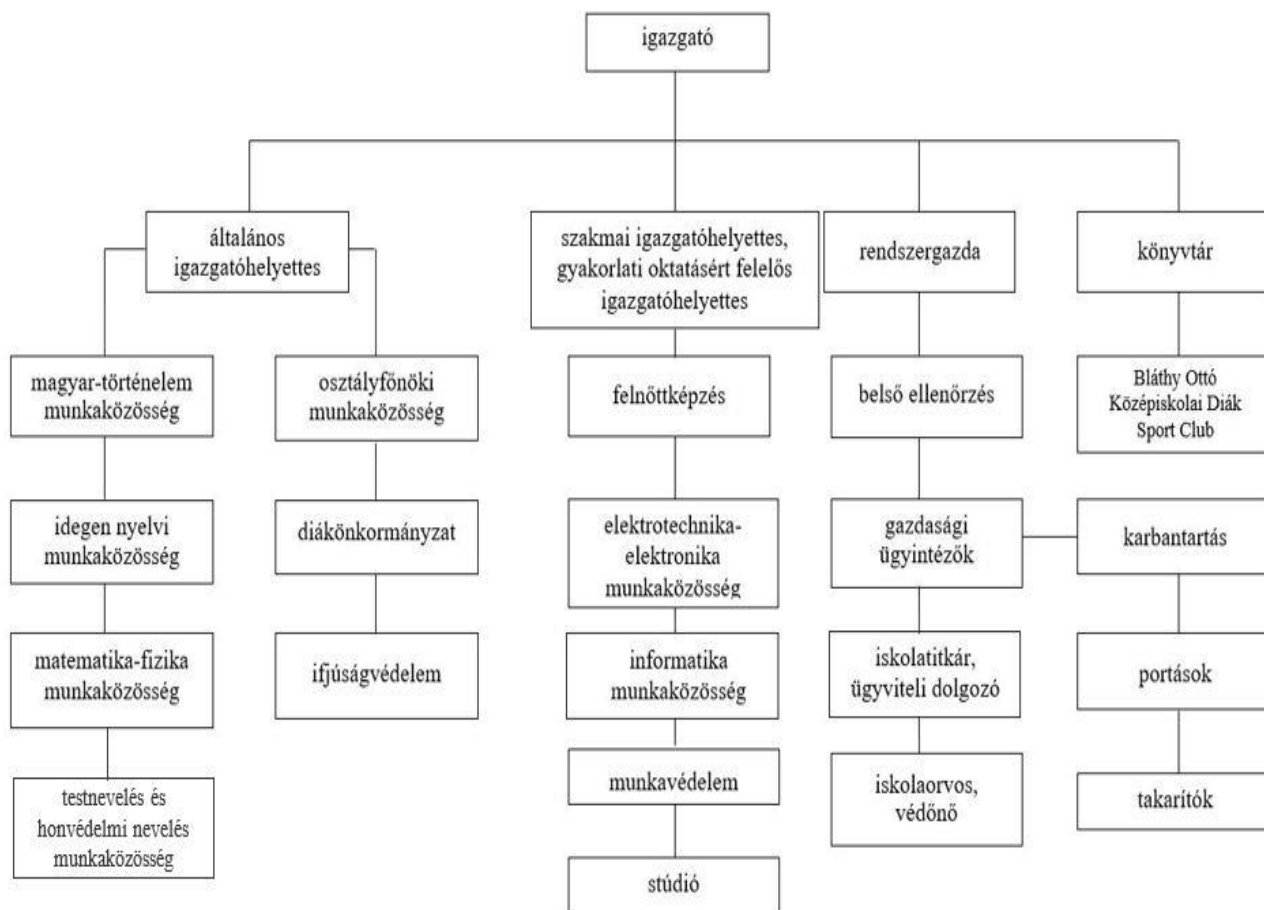 igazgató
általános
igazgatóhelyettes
szakmai igazgatóhelyettes,
gyakorlati oktatásért felelős
igazgatóhelyettes
rendszergazda
könyvtár
magyar-történelem
munkaközösség
osztályfőnöki
munkaközösség
felnőttképzés
belső ellenőrzés
Bláthy Ottó
Középiskolai Diák
Sport Club
idegen nyelvi
munkaközösség
diákönkormányzat
elektrotechnika-
elektronika
munkaközösség
gazdasági
ügyintézők
karbantartás
matematika-fizika
munkaközösség
ifjúságvédelem
informatika
munkaközösség
iskolatitkár,
ügyviteli dolgozó
portások
testnevelés és
honvédelmi nevelés
munkaközösség
munkavédelem
iskolaorvos,
védőnő
takarítók
stúdió